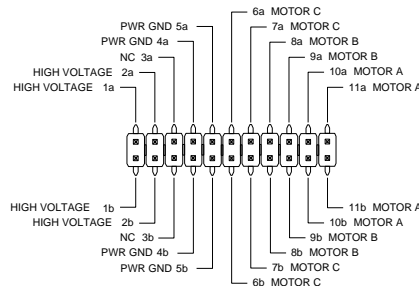 6a MOTOR C
PWR GND 5a
7a MOTOR C
PWR GND 4a
8a MOTOR B
NC 3a
9a MOTOR B
HIGH VOLTAGE 2a
10a MOTOR A
HIGH VOLTAGE 1a
11a MOTOR A
HIGH VOLTAGE 1b
11b MOTOR A
HIGH VOLTAGE 2b
10b MOTOR A
NC 3b
9b MOTOR B
PWR GND 4b
8b MOTOR B
PWR GND 5b
7b MOTOR C
6b MOTOR C